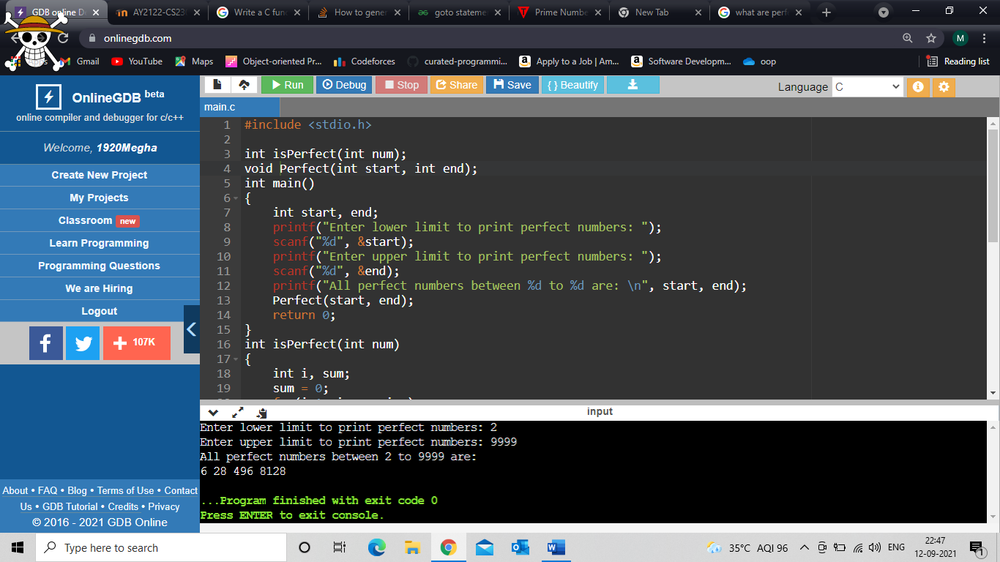 GDB online D
AY2122-CS23
Write a C fun
How to gener
goto stateme
Prime Numbe
New Tab
what are perf
onlinegdb.com
M
Apps
Gmail
YouTube
Maps
Object-oriented Pr...
Codeforces
curated-programmi...
Apply to a Job | Am...
Software Developm...
oop
Reading list
OnlineGDB beta
online compiler and debugger for c/c++
Welcome, 1920Megha
Create New Project
My Projects
Classroom new
Learn Programming
Programming Questions
We are Hiring
Logout
107K
About • FAQ • Blog • Terms of Use • Contact
Us • GDB Tutorial • Credits • Privacy
© 2016 - 2021 GDB Online
Run Debug Stop Share Save { } Beautify
Language C
main.c
1 #include <stdio.h>
2
3 int isPerfect(int num);
4 void Perfect(int start, int end);
5 int main()
6 {
7 int start, end;
8 printf("Enter lower limit to print perfect numbers: ");
9 scanf("%d", &start);
10 printf("Enter upper limit to print perfect numbers: ");
11 scanf("%d", &end);
12 printf("All perfect numbers between %d to %d are: \n", start, end);
13 Perfect(start, end);
14 return 0;
15 }
16 int isPerfect(int num)
17 {
18 int i, sum;
19 sum = 0;
input
Enter lower limit to print perfect numbers: 2
Enter upper limit to print perfect numbers: 9999
All perfect numbers between 2 to 9999 are:
6 28 496 8128
...Program finished with exit code 0
Press ENTER to exit console.
Type here to search
35°C AQI 96
ENG
22:47
12-09-2021
1